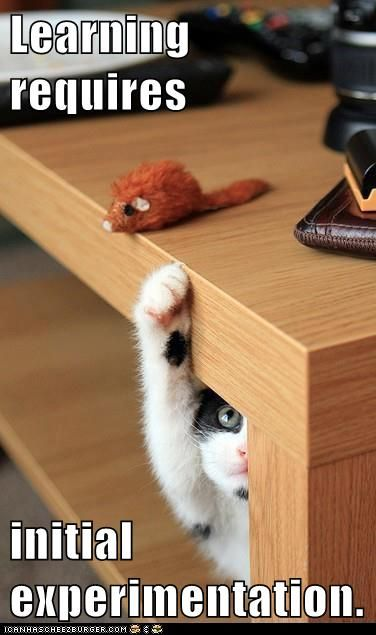 Learning
requires
initial
experimentation.
ICANHASCHEEZBURGER.COM